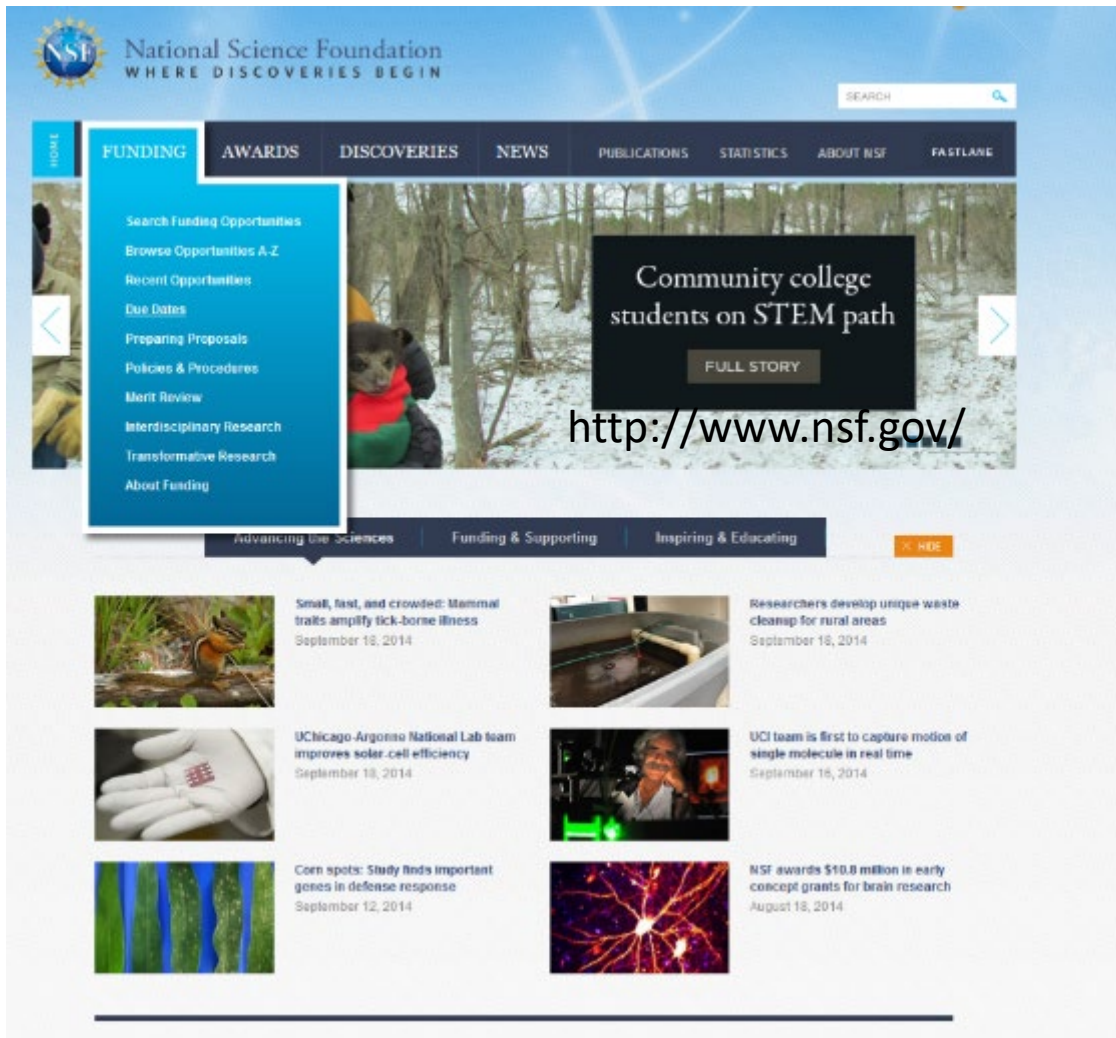 NSF
National Science Foundation
WHERE DISCOVERIES BEGIN
SEARCH
HOME
FUNDING
AWARDS
DISCOVERIES
NEWS
PUBLICATIONS
STATISTICS
ABOUT NSF
FASTLANE
Search Funding Opportunities
Browse Opportunities A-Z
Recent Opportunities
Due Dates
Preparing Proposals
Policies & Procedures
Merit Review
Interdisciplinary Research
Transformative Research
About Funding
Community college
students on STEM path
FULL STORY
http://www.nsf.gov/
Advancing the Sciences
Funding & Supporting
Inspiring & Educating
HIDE
Small, fast, and crowded: Mammal
traits amplify tick-borne illness
September 18, 2014
Researchers develop unique waste
cleanup for rural areas
September 18, 2014
UChicago-Argonne National Lab team
improves solar-cell efficiency
September 18, 2014
UCI team is first to capture motion of
single molecule in real time
September 16, 2014
Corn spots: Study finds important
genes in defense response
September 12, 2014
NSF awards $10.8 million in early
concept grants for brain research
August 18, 2014